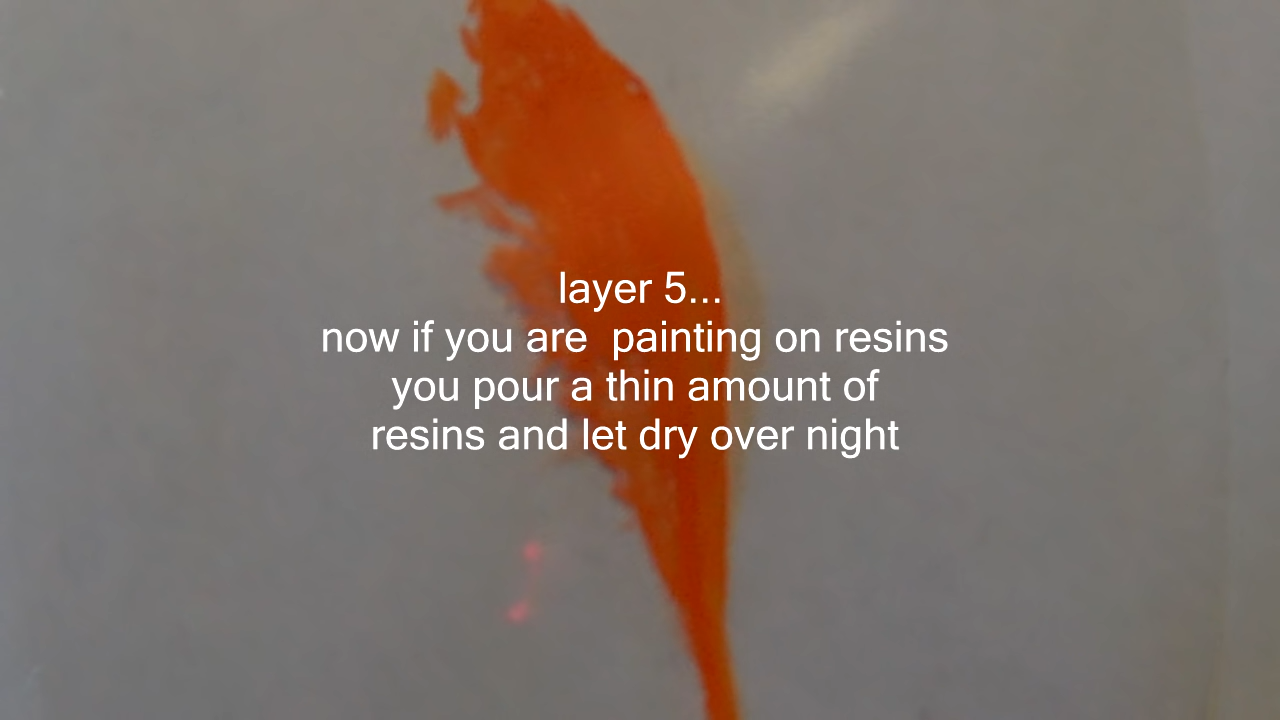 layer 5...
now if you are  painting on resins
you pour a thin amount of
resins and let dry over night